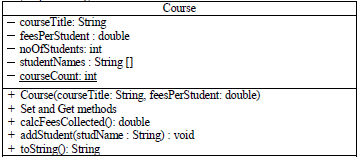 Course
− courseTitle: String
− feesPerStudent : double
− noOfStudents: int
− studentNames : String []
− courseCount: int
+ Course(courseTitle: String, feesPerStudent: double)
+ Set and Get methods
+ calcFeesCollected(): double
+ addStudent(studName : String) : void
+ toString(): String